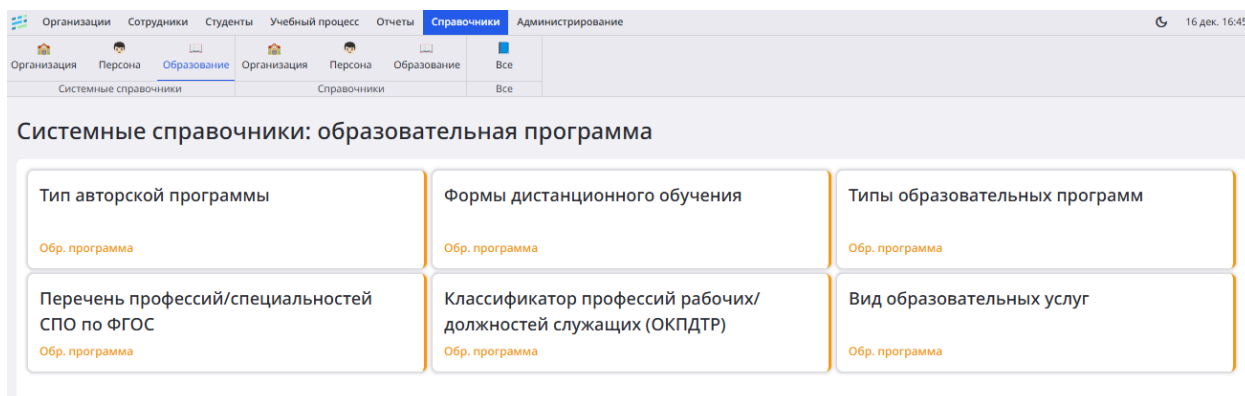 Организации Сотрудники Студенты Учебный процесс Отчеты Справочники Администрирование 16 дек. 16:45
Организация Персона Образование Организация Персона Образование Все
Системные справочники Справочники Все
Системные справочники: образовательная программа
Тип авторской программы
Обр. программа
Формы дистанционного обучения
Обр. программа
Типы образовательных программ
Обр. программа
Перечень профессий/специальностей
СПО по ФГОС
Обр. программа
Классификатор профессий рабочих/
должностей служащих (ОКПДТР)
Обр. программа
Вид образовательных услуг
Обр. программа